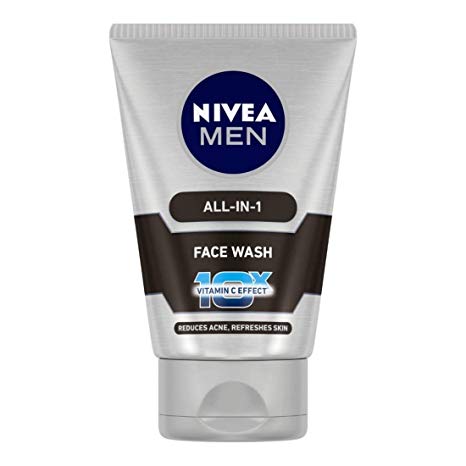 NIVEA
MEN
ALL-IN-1
FACE WASH
10X
VITAMIN C EFFECT*
REDUCES ACNE, REFRESHES SKIN